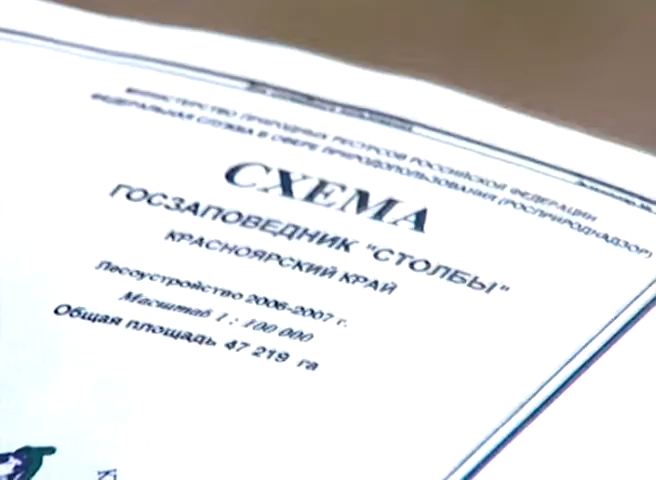 МИНИСТЕРСТВО ПРИРОДНЫХ РЕСУРСОВ РОССИЙСКОЙ ФЕДЕРАЦИИ
ФЕДЕРАЛЬНАЯ СЛУЖБА В СФЕРЕ ПРИРОДОПОЛЬЗОВАНИЯ (РОСПРИРОДНАДЗОР)
СХЕМА
ГОСЗАПОВЕДНИК "СТОЛБЫ"
КРАСНОЯРСКИЙ КРАЙ
Лесоустройство 2006-2007 г.
Масштаб 1 : 100 000
Общая площадь 47 219 га